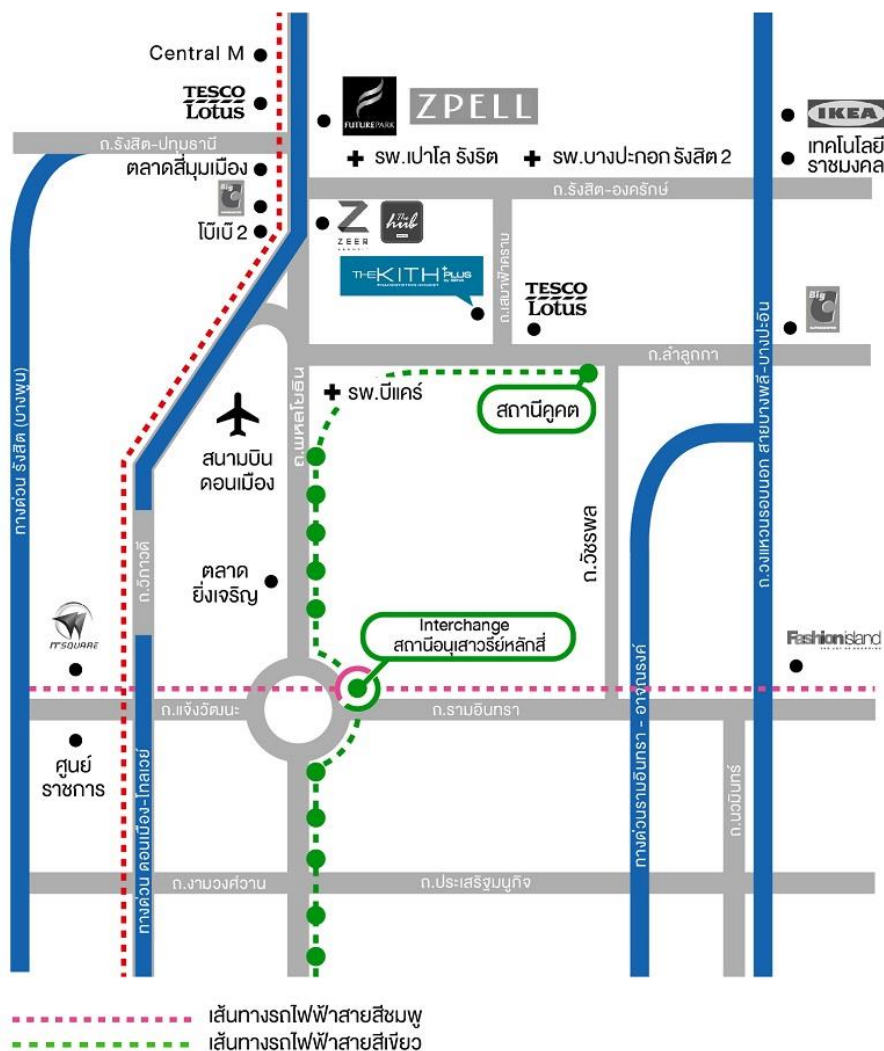 Central M
TESCO
Lotus
FUTUREPARK
ZPELL
IKEA
ถ.รังสิต-ปทุมธานี
ตลาดสี่มุมเมือง
รพ.เปาโล รังริต
รพ.บางปะกอก รังสิต 2
เทคโนโลยี
ราชมงคล
ถ.รังสิต-องครักษ์
Big
โบ๊เบ๊ 2
ZEER
The
hub
THE KITH PLUS
TESCO
Lotus
ถ.เสมาฟ้าคราม
Big
ถ.ลำลูกกา
รพ.บีแคร์
สถานีคูคต
ถ.พหลโยธิน
สนามบิน
ดอนเมือง
ทางด่วน รังสิต (บางพูน)
ถ.วงแหวนรอบนอก สายบางพลี-บางปะอิน
ถ.วิภาวดี
ตลาด
ยิ่งเจริญ
ถ.วัชรพล
Interchange
สถานีอนุเสาวรีย์หลักสี่
IT SQUARE
Fashion island
ถ.แจ้งวัฒนะ
ถ.รามอินทรา
ศูนย์
ราชการ
ทางด่วน ดอนเมือง-โทลเวย์
ทางด่วนรามอินทรา - อาจณรงค์
ถ.นวมินทร์
ถ.งามวงศ์วาน
ถ.ประเสริฐมนูกิจ
เส้นทางรถไฟฟ้าสายสีชมพู
เส้นทางรถไฟฟ้าสายสีเขียว